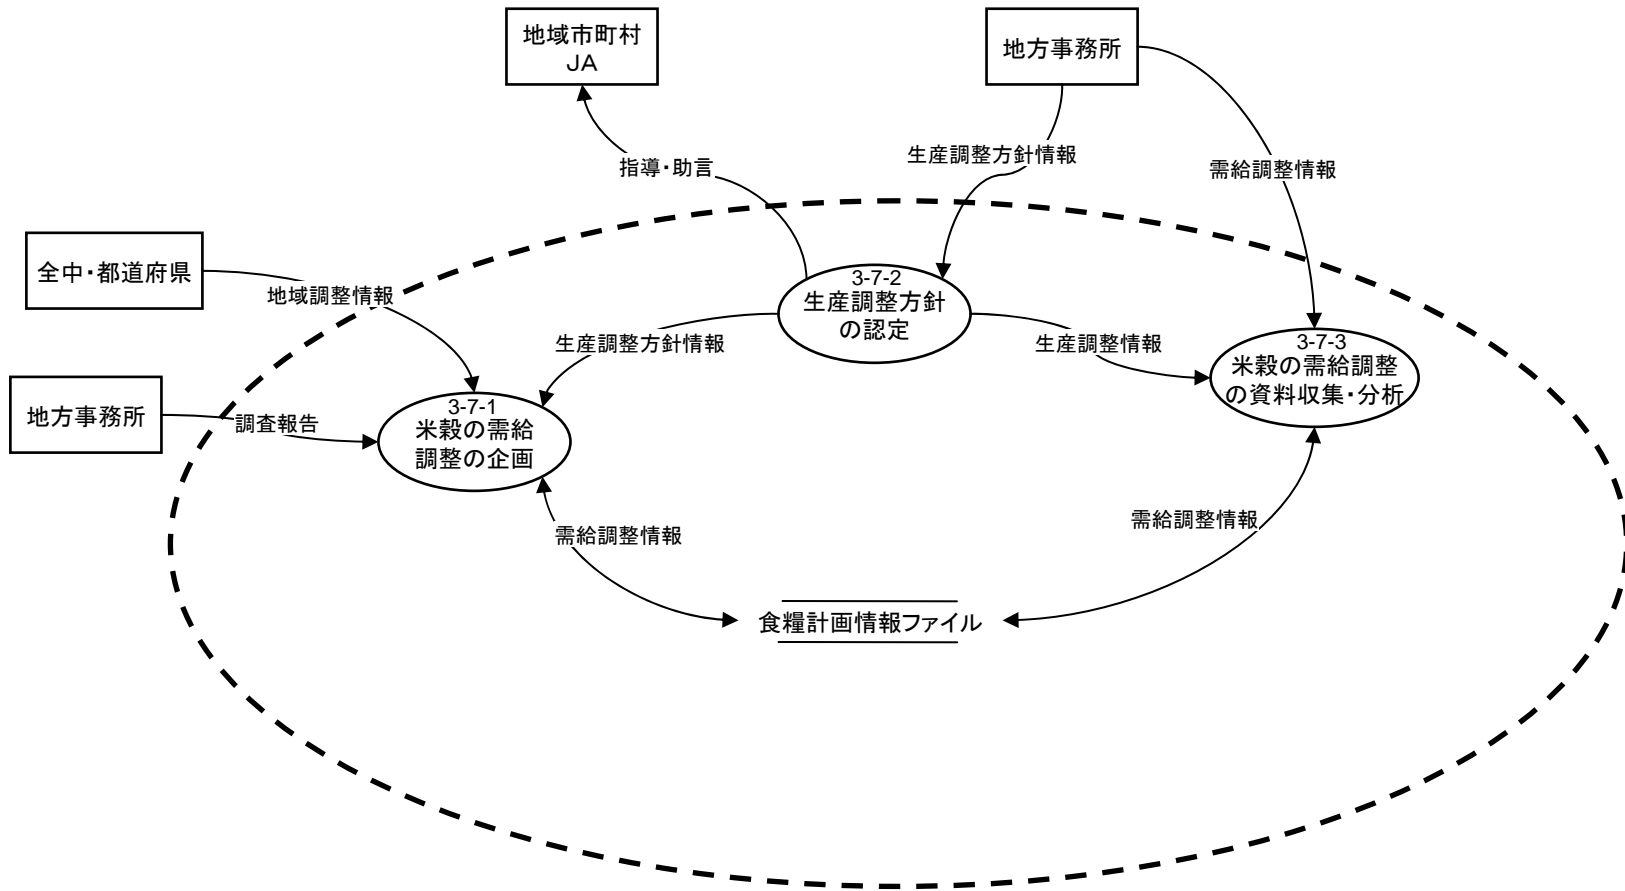 地域市町村
JA
地方事務所
指導・助言
生産調整方針情報
需給調整情報
全中・都道府県
地域調整情報
3-7-2
生産調整方針
の認定
生産調整方針情報
生産調整情報
3-7-3
米穀の需給調整
の資料収集・分析
地方事務所
調査報告
3-7-1
米穀の需給
調整の企画
需給調整情報
需給調整情報
食糧計画情報ファイル